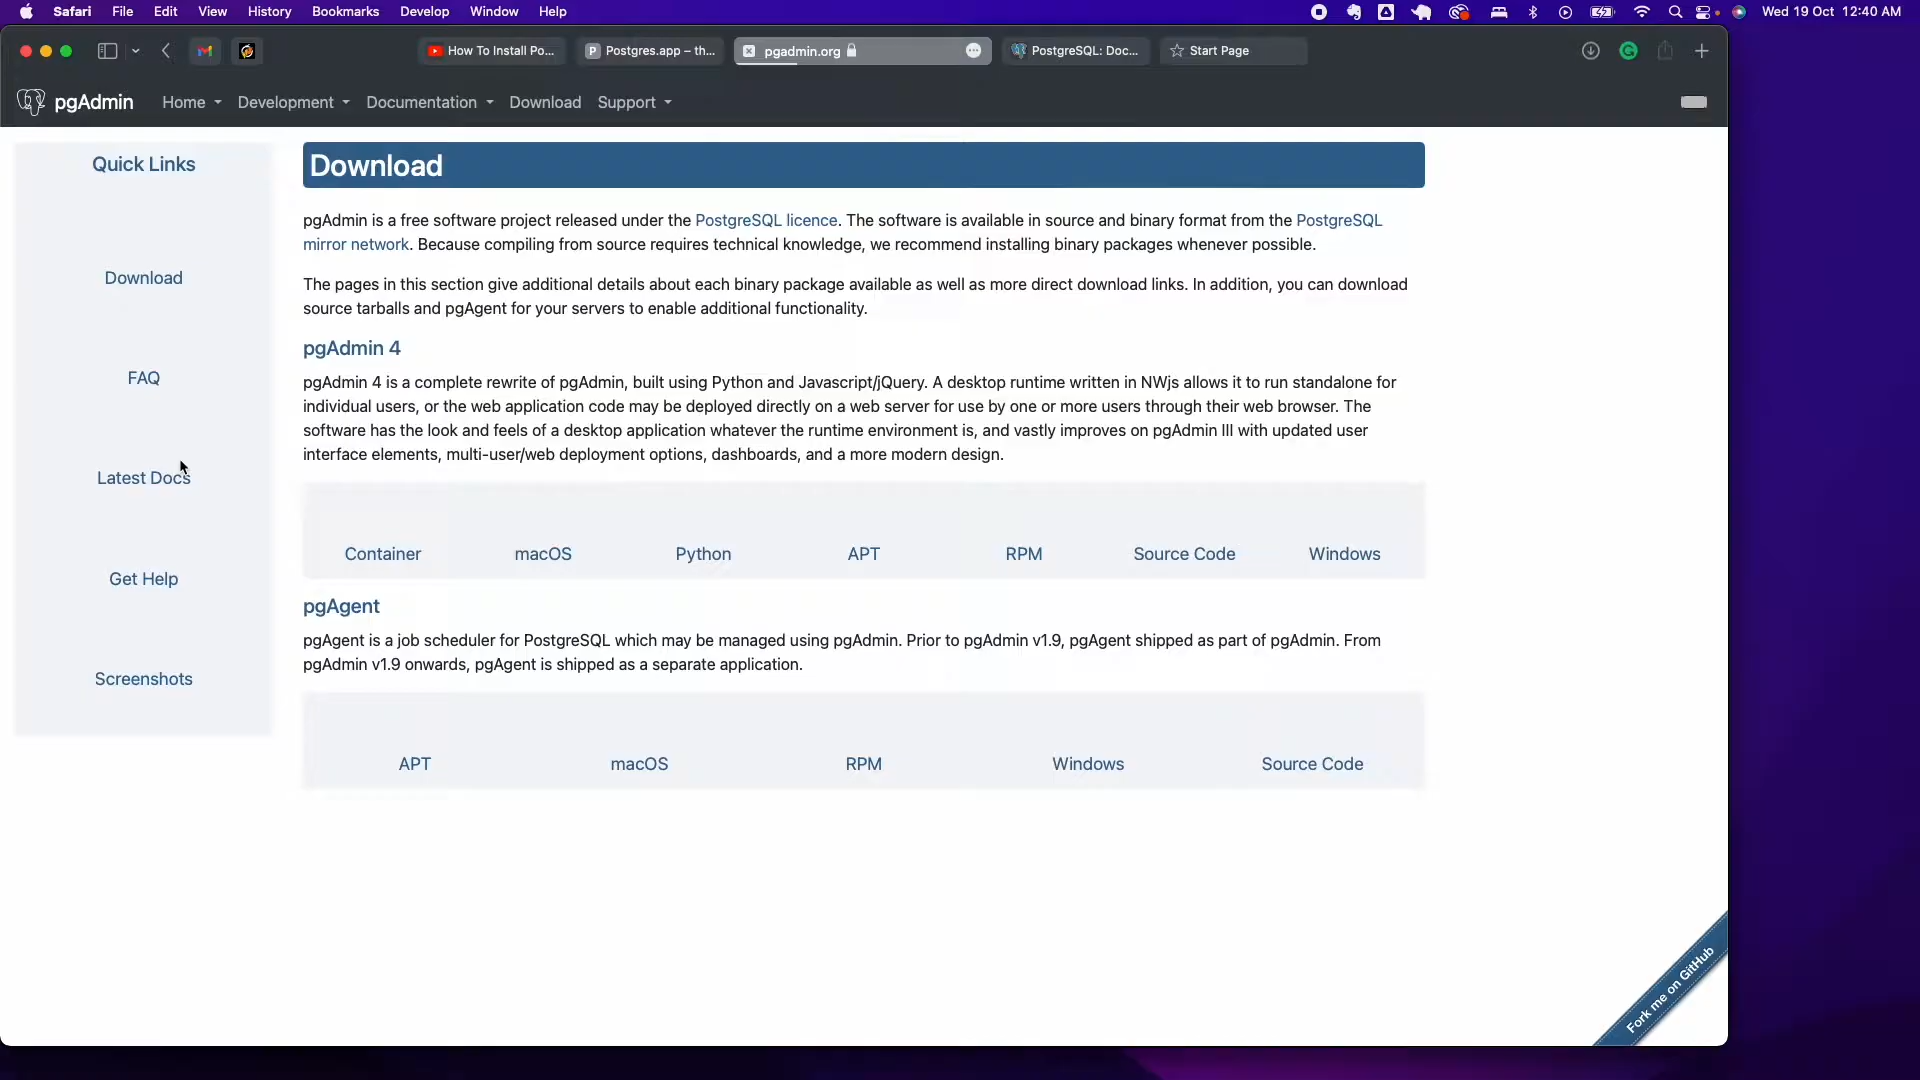 Safari File Edit View History Bookmarks Develop Window Help Wed 19 Oct 12:40 AM
How To Install Po... Postgres.app – th... pgadmin.org PostgreSQL: Doc... Start Page
pgAdmin Home Development Documentation Download Support
Quick Links
Download
FAQ
Latest Docs
Get Help
Screenshots
Download
pgAdmin is a free software project released under the PostgreSQL licence. The software is available in source and binary format from the PostgreSQL
mirror network. Because compiling from source requires technical knowledge, we recommend installing binary packages whenever possible.
The pages in this section give additional details about each binary package available as well as more direct download links. In addition, you can download
source tarballs and pgAgent for your servers to enable additional functionality.
pgAdmin 4
pgAdmin 4 is a complete rewrite of pgAdmin, built using Python and Javascript/jQuery. A desktop runtime written in NWjs allows it to run standalone for
individual users, or the web application code may be deployed directly on a web server for use by one or more users through their web browser. The
software has the look and feels of a desktop application whatever the runtime environment is, and vastly improves on pgAdmin III with updated user
interface elements, multi-user/web deployment options, dashboards, and a more modern design.
Container macOS Python APT RPM Source Code Windows
pgAgent
pgAgent is a job scheduler for PostgreSQL which may be managed using pgAdmin. Prior to pgAdmin v1.9, pgAgent shipped as part of pgAdmin. From
pgAdmin v1.9 onwards, pgAgent is shipped as a separate application.
APT macOS RPM Windows Source Code
Fork me on GitHub